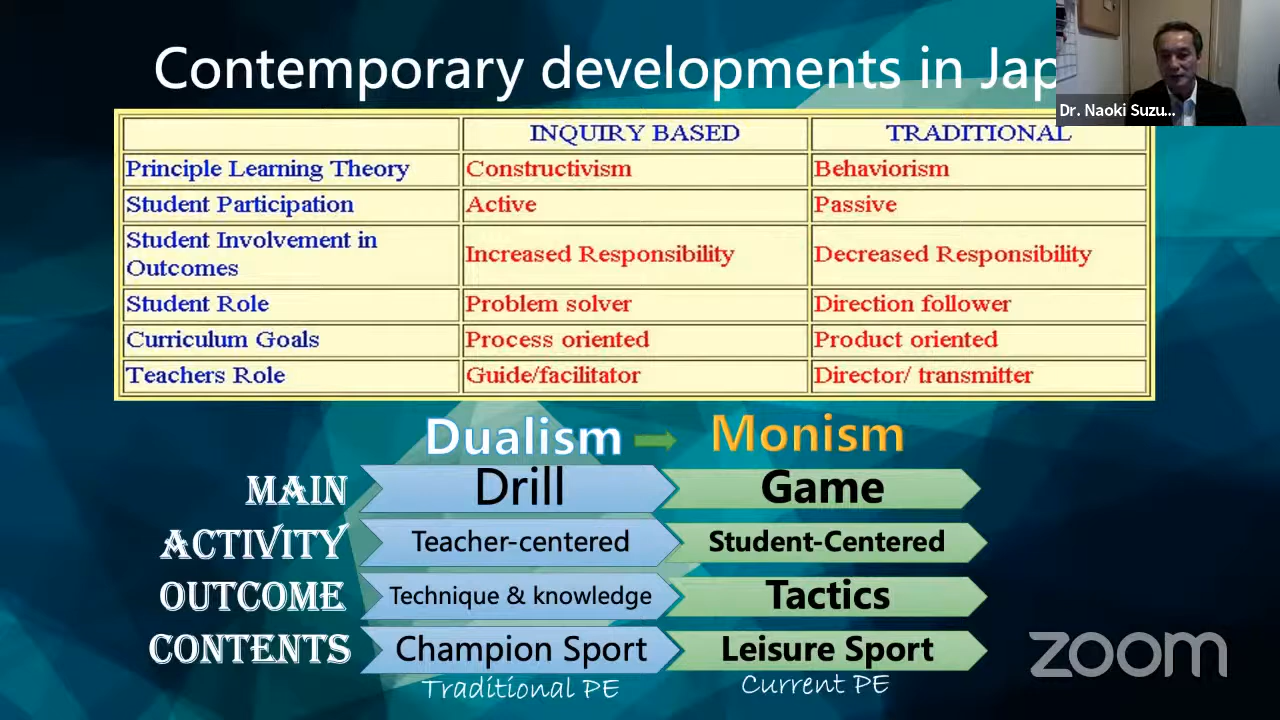 Contemporary developments in Jap
Dr. Naoki Suzu...
INQUIRY BASED TRADITIONAL
Principle Learning Theory Constructivism Behaviorism
Student Participation Active Passive
Student Involvement in
Outcomes Increased Responsibility Decreased Responsibility
Student Role Problem solver Direction follower
Curriculum Goals Process oriented Product oriented
Teachers Role Guide/facilitator Director/ transmitter
Dualism Monism
MAIN Drill Game
ACTIVITY Teacher-centered Student-Centered
OUTCOME Technique & knowledge Tactics
CONTENTS Champion Sport Leisure Sport
Traditional PE Current PE
zoom